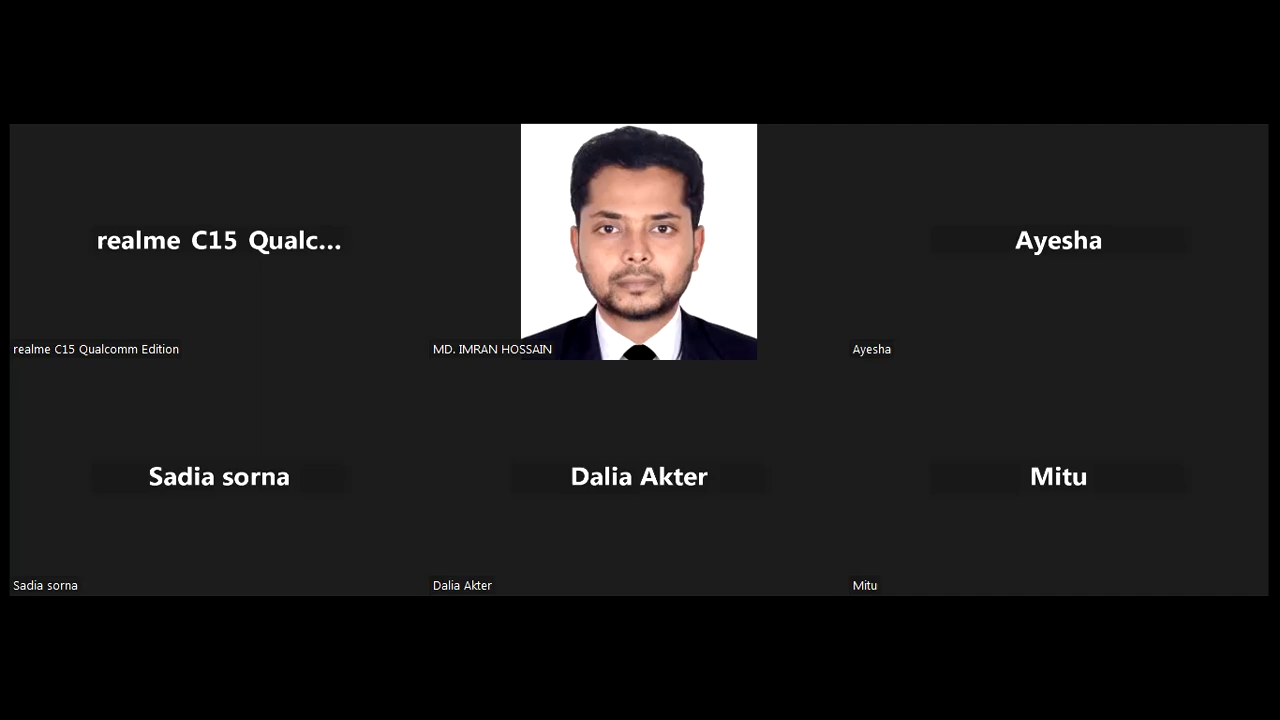 realme C15 Qualc...
Ayesha
realme C15 Qualcomm Edition
MD. IMRAN HOSSAIN
Ayesha
Sadia sorna
Dalia Akter
Mitu
Sadia sorna
Dalia Akter
Mitu